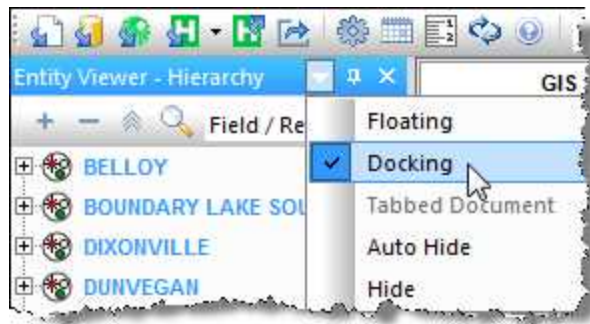 Entity Viewer - Hierarchy
GIS
Field / Re
Floating
BELLOY
Docking
BOUNDARY LAKE SOU
Tabbed Document
DIXONVILLE
Auto Hide
DUNVEGAN
Hide